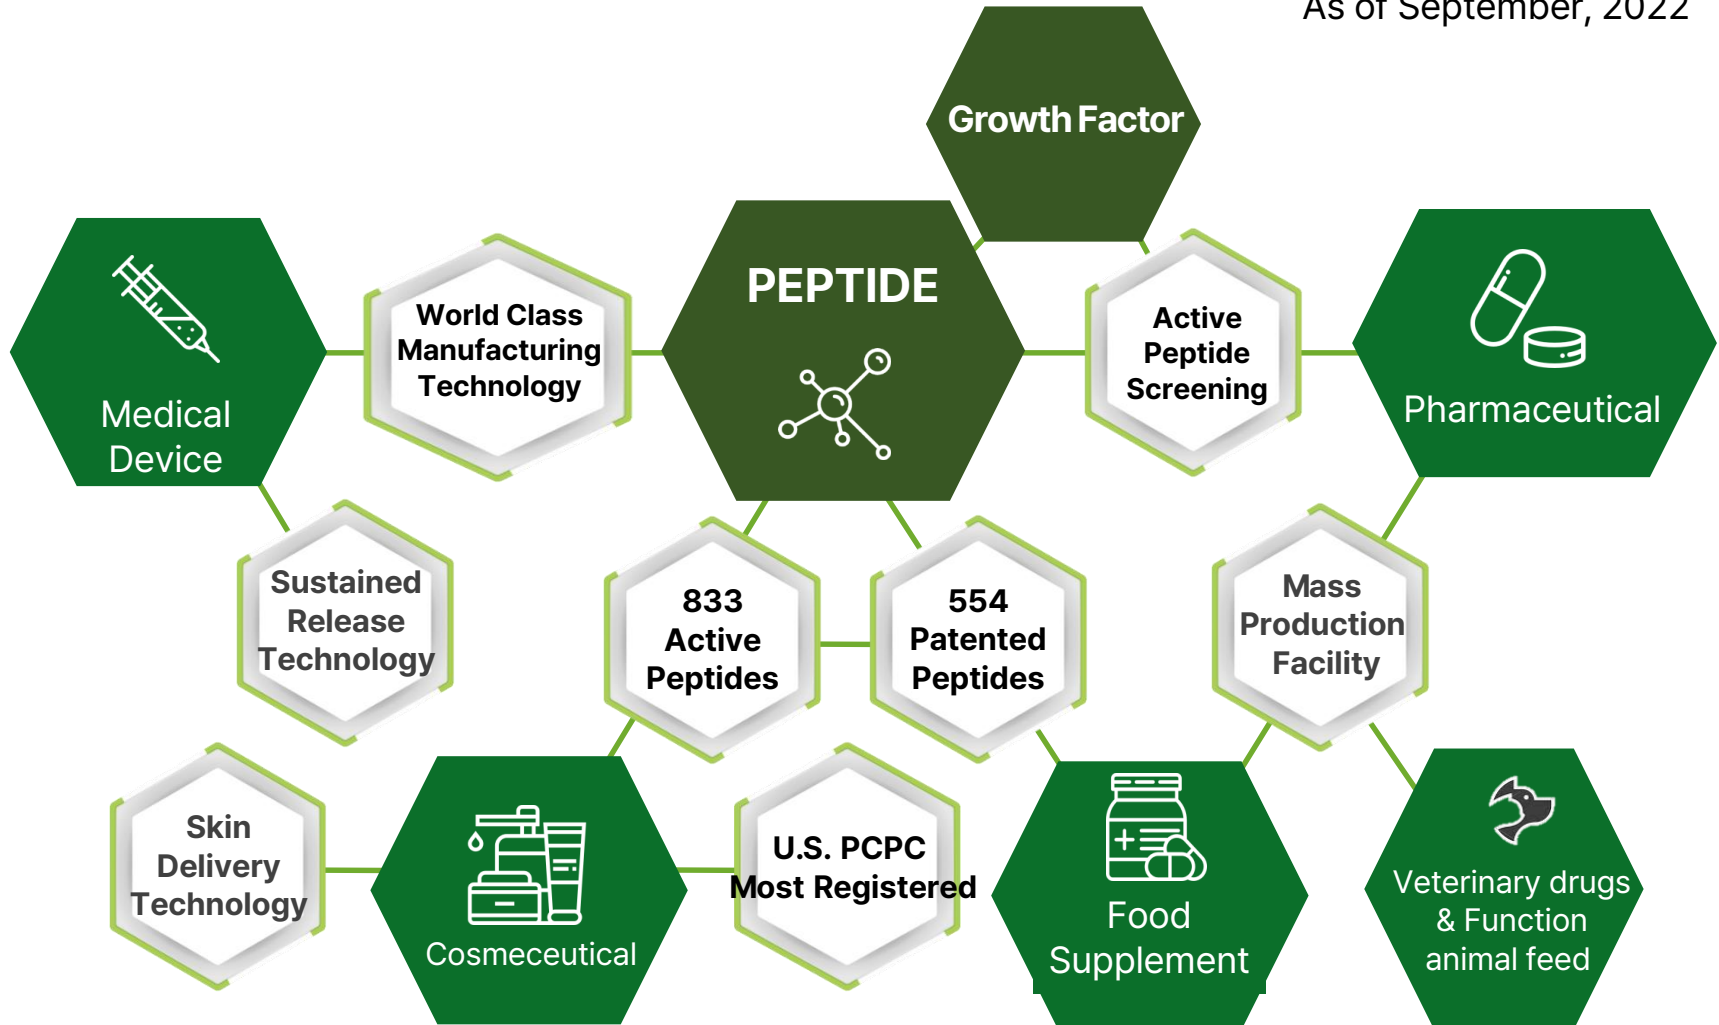 As of September, 2022
Growth Factor
PEPTIDE
World Class
Manufacturing
Technology
Active
Peptide
Screening
Medical
Device
Pharmaceutical
Sustained
Release
Technology
833
Active
Peptides
554
Patented
Peptides
Mass
Production
Facility
Skin
Delivery
Technology
Cosmeceutical
U.S. PCPC
Most Registered
Food
Supplement
Veterinary drugs
& Function
animal feed